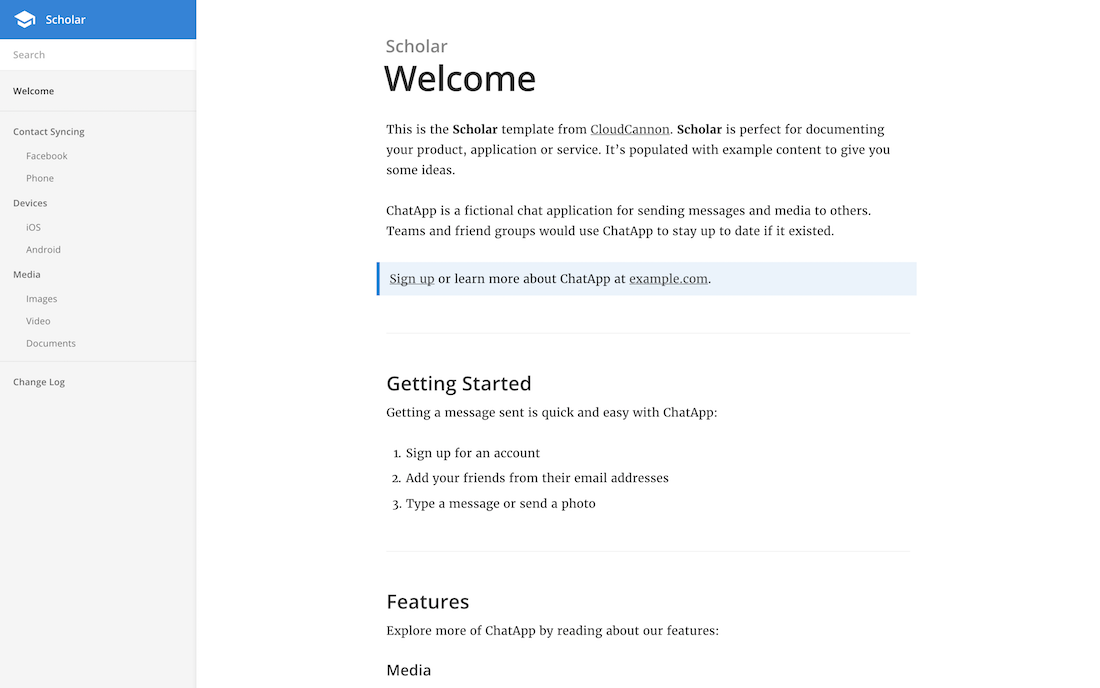 Scholar
Search
Welcome
Contact Syncing
Facebook
Phone
Devices
iOS
Android
Media
Images
Video
Documents
Change Log
Scholar
Welcome
This is the Scholar template from CloudCannon. Scholar is perfect for documenting
your product, application or service. It’s populated with example content to give you
some ideas.
ChatApp is a fictional chat application for sending messages and media to others.
Teams and friend groups would use ChatApp to stay up to date if it existed.
Sign up or learn more about ChatApp at example.com.
Getting Started
Getting a message sent is quick and easy with ChatApp:
1. Sign up for an account
2. Add your friends from their email addresses
3. Type a message or send a photo
Features
Explore more of ChatApp by reading about our features:
Media